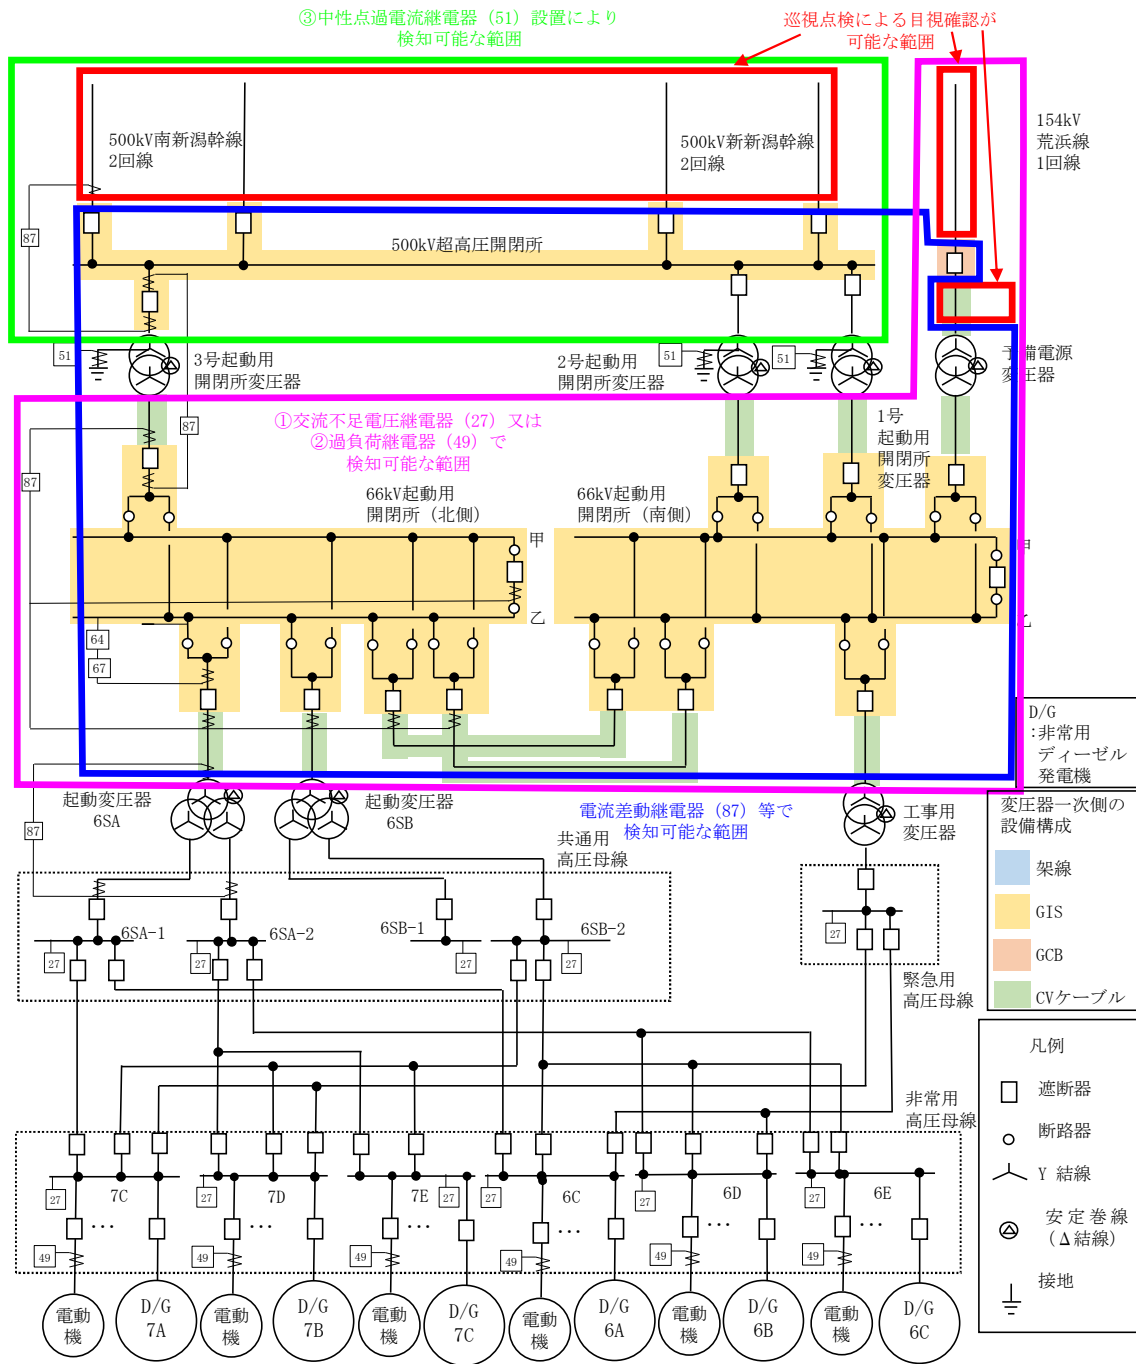 ③中性点過電流継電器（51）設置により
検知可能な範囲
巡視点検による目視確認が
可能な範囲
500kV南新潟幹線
2回線
500kV新新潟幹線
2回線
154kV
荒浜線
1回線
87
500kV超高圧開閉所
51
3号起動用
開閉所変圧器
2号起動用
開閉所変圧器
51
51
予備電源
変圧器
87
①交流不足電圧継電器（27）又は
②過負荷継電器（49）で
検知可能な範囲
1号
起動用
開閉所
変圧器
87
66kV起動用
開閉所（北側）
66kV起動用
開閉所（南側）
甲
甲
乙
乙
64
67
D/G
：非常用
ディーゼル
発電機
起動変圧器
6SA
起動変圧器
6SB
電流差動継電器（87）等で
検知可能な範囲
工事用
変圧器
変圧器一次側の
設備構成
架線
GIS
GCB
CVケーブル
87
共通用
高圧母線
6SA-1
6SA-2
6SB-1
6SB-2
27
27
27
27
27
緊急用
高圧母線
凡例
遮断器
断路器
Y 結線
安定巻線
（Δ結線）
接地
非常用
高圧母線
27
7C
27
7D
7E
27
27
6C
27
6D
27
6E
…
…
…
…
…
…
49
49
49
49
49
49
電動
機
D/G
7A
電動
機
D/G
7B
電動
機
D/G
7C
電動
機
D/G
6A
電動
機
D/G
6B
電動
機
D/G
6C